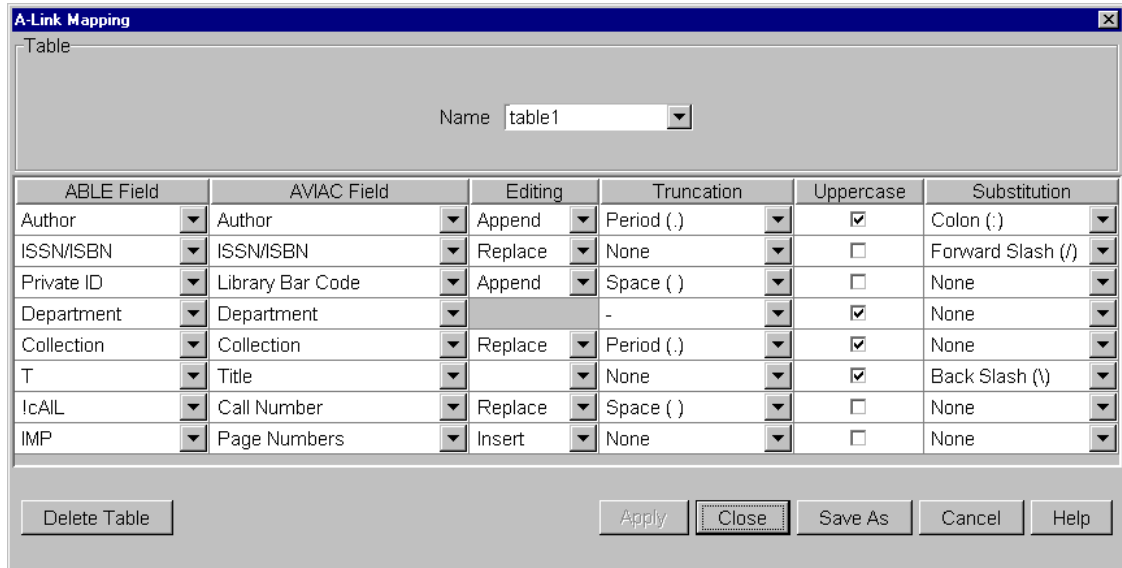 A-Link Mapping
Table
Name table1
ABLE Field AVIAC Field Editing Truncation Uppercase Substitution
Author Author Append Period (.) Colon (:)
ISSN/ISBN ISSN/ISBN Replace None Forward Slash (/)
Private ID Library Bar Code Append Space ( ) None
Department Department - None
Collection Collection Replace Period (.) None
T Title None Back Slash (\)
!cAlL Call Number Replace Space ( ) None
IMP Page Numbers Insert None None
Delete Table Apply Close Save As Cancel Help